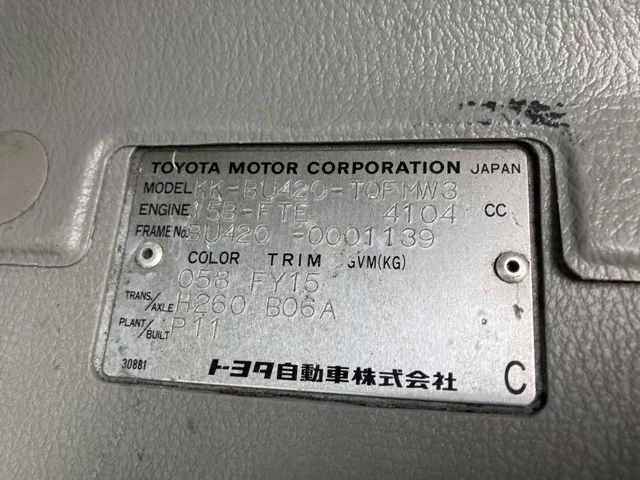 TOYOTA MOTOR CORPORATION JAPAN
MODEL KK-BU420-TQFMW3
ENGINE 15B-FTE 4104 CC
FRAME No. BU420 -0001139
COLOR TRIM GVM(KG)
058 FY15
TRANS./AXLE H260 B06A
PLANT/BUILT P11
30881 トヨタ自動車株式会社 C